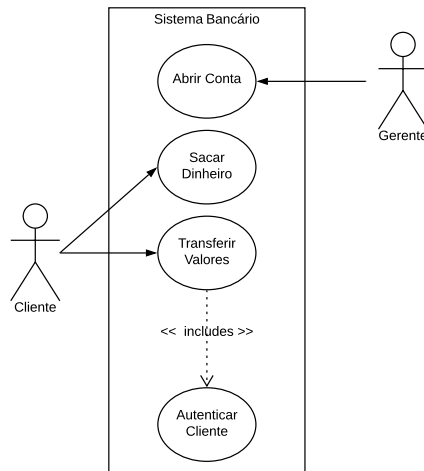 Sistema Bancário
Abrir Conta
Gerente
Sacar
Dinheiro
Transferir
Valores
Cliente
<<  includes >>
Autenticar
Cliente